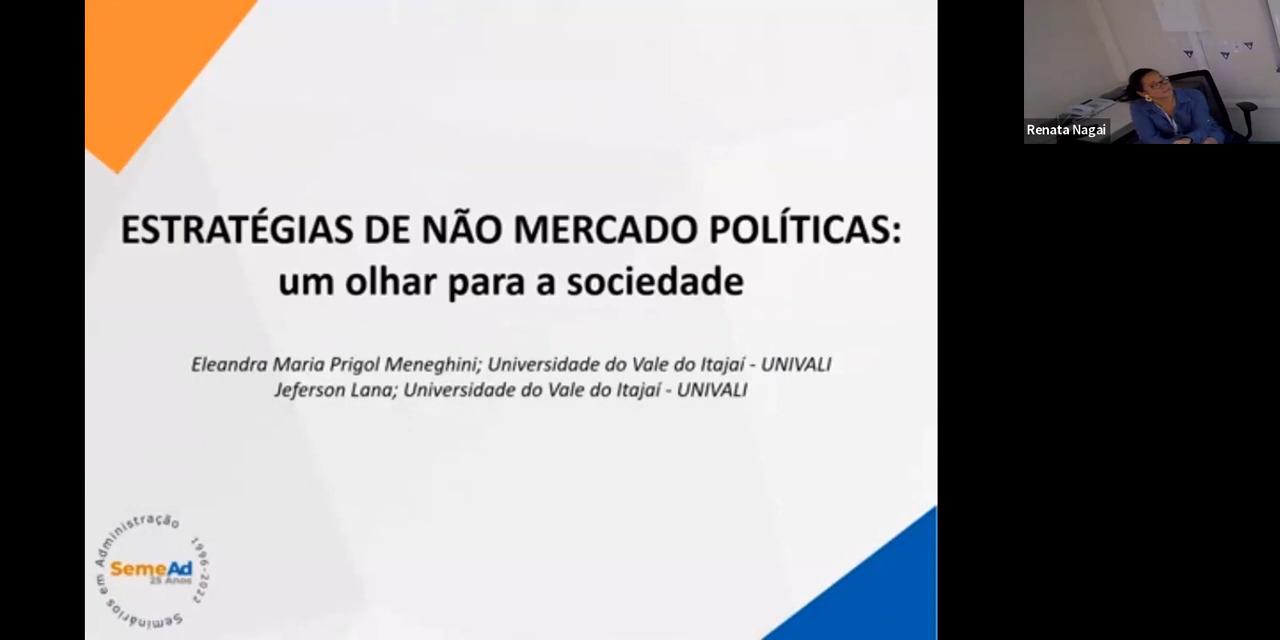 ESTRATÉGIAS DE NÃO MERCADO POLÍTICAS:
um olhar para a sociedade
Eleandra Maria Prigol Meneghini; Universidade do Vale do Itajaí - UNIVALI
Jeferson Lana; Universidade do Vale do Itajaí - UNIVALI
Seminários em Administração 1996-2022
SemeAd
25 Anos
Renata Nagai